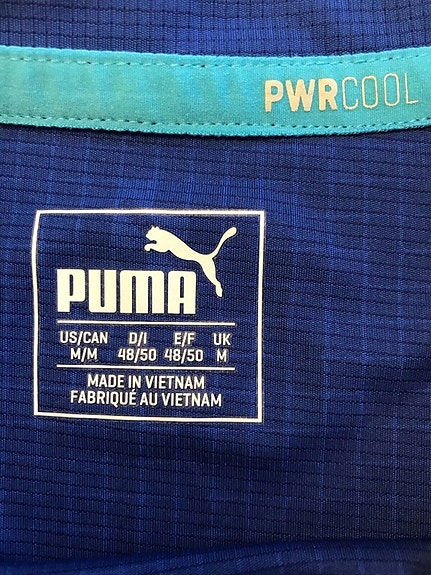 PWRCOOL
PUMA
US/CAN D/I E/F UK
M/M 48/50 48/50 M
MADE IN VIETNAM
FABRIQUÉ AU VIETNAM